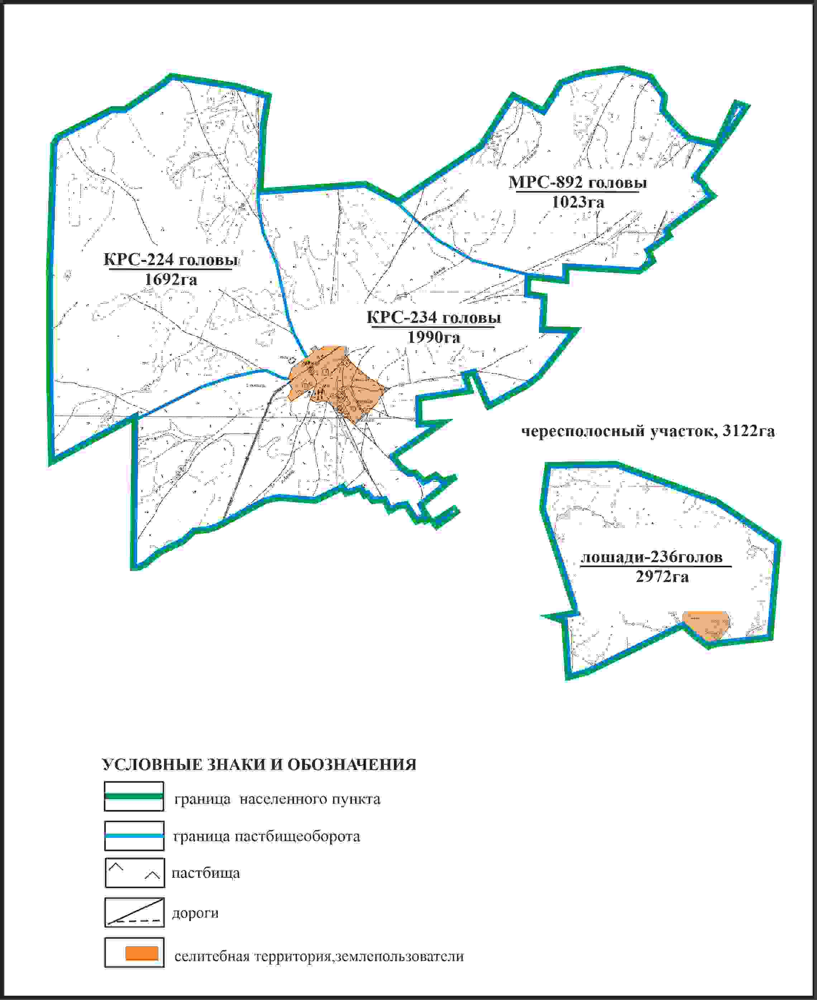 МРС-892 головы
1023га
КРС-224 головы
1692га
КРС-234 головы
1990га
чересполосный участок, 3122га
лошади-236голов
2972га
УСЛОВНЫЕ ЗНАКИ И ОБОЗНАЧЕНИЯ
граница населенного пункта
граница пастбищеоборота
пастбища
дороги
селитебная территория,землепользователи